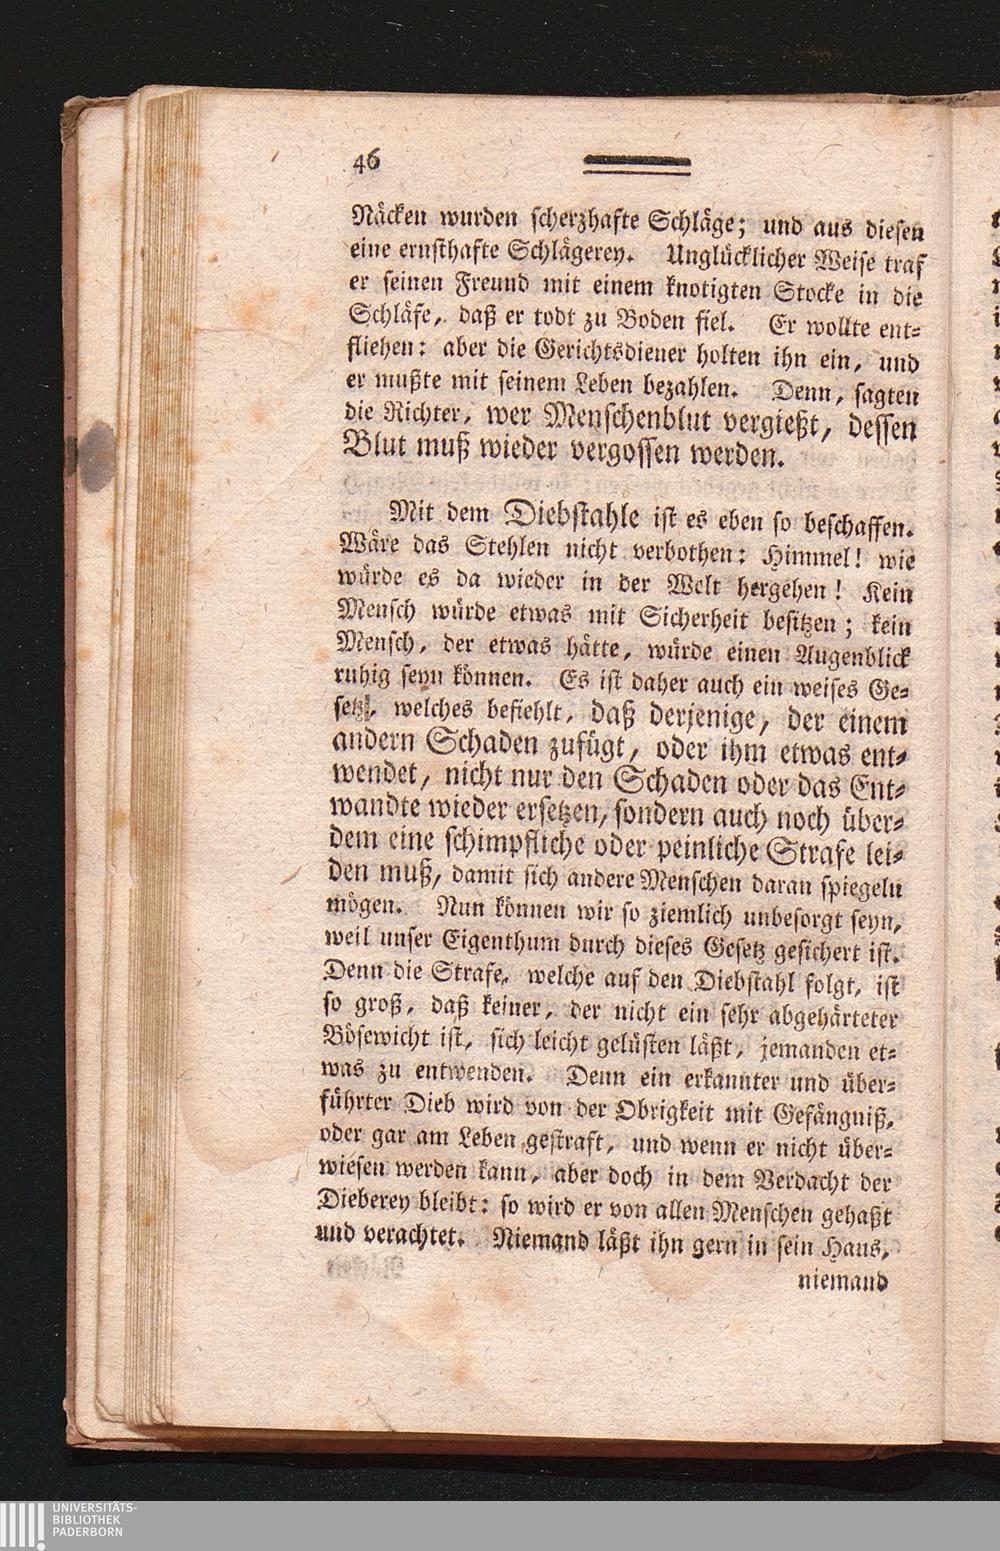 46
Näcken wurden scherzhafte Schläge; und aus diesen
eine ernsthafte Schlägerey. Unglücklicher Weise traf
er seinen Freund mit einem knotigten Stocke in die
Schläfe, daß er todt zu Boden fiel. Er wollte ent=
fliehen: aber die Gerichtsdiener holten ihn ein, und
er mußte mit seinem Leben bezahlen. Denn, sagten
die Richter, wer Menschenblut vergießt, dessen
Blut muß wieder vergossen werden.
Mit dem Diebstahle ist es eben so beschaffen.
Wäre das Stehlen nicht verbothen: Himmel! wie
würde es da wieder in der Welt hergehen! Kein
Mensch würde etwas mit Sicherheit besitzen; kein
Mensch, der etwas hätte, würde einen Augenblick
ruhig seyn können. Es ist daher auch ein weises Ge=
setz, welches befiehlt, daß derjenige, der einem
andern Schaden zufügt, oder ihm etwas ent=
wendet, nicht nur den Schaden oder das Ent=
wandte wieder ersetzen, sondern auch noch über=
dem eine schimpfliche oder peinliche Strafe lei=
den muß, damit sich andere Menschen daran spiegeln
mögen. Nun können wir so ziemlich unbesorgt seyn,
weil unser Eigenthum durch dieses Gesetz gesichert ist.
Denn die Strafe, welche auf den Diebstahl folgt, ist
so groß, daß keiner, der nicht ein sehr abgehärteter
Bösewicht ist, sich leicht gelüsten läßt, jemanden et=
was zu entwenden. Denn ein erkannter und über=
führter Dieb wird von der Obrigkeit mit Gefängniß,
oder gar am Leben gestraft, und wenn er nicht über=
wiesen werden kann, aber doch in dem Verdacht der
Dieberey bleibt: so wird er von allen Menschen gehaßt
und verachtet. Niemand läßt ihn gern in sein Haus,
niemand
UNIVERSITÄTS-
BIBLIOTHEK
PADERBORN